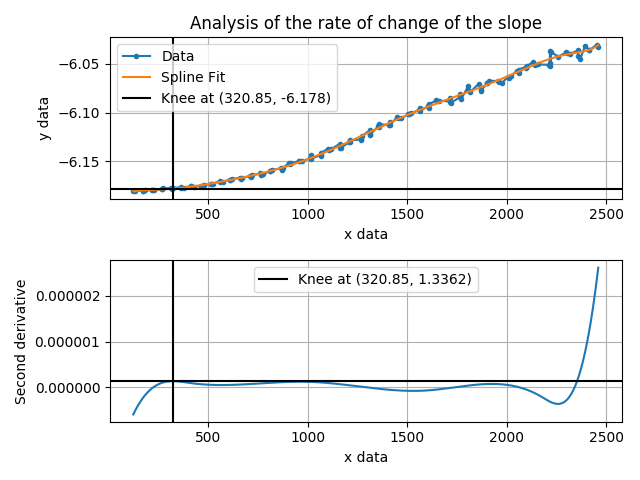 Analysis of the rate of change of the slope
Data
Spline Fit
Knee at (320.85, -6.178)
−6.05
−6.10
−6.15
y data
500 1000 1500 2000 2500
x data
Knee at (320.85, 1.3362)
0.000002
0.000001
0.000000
Second derivative
500 1000 1500 2000 2500
x data